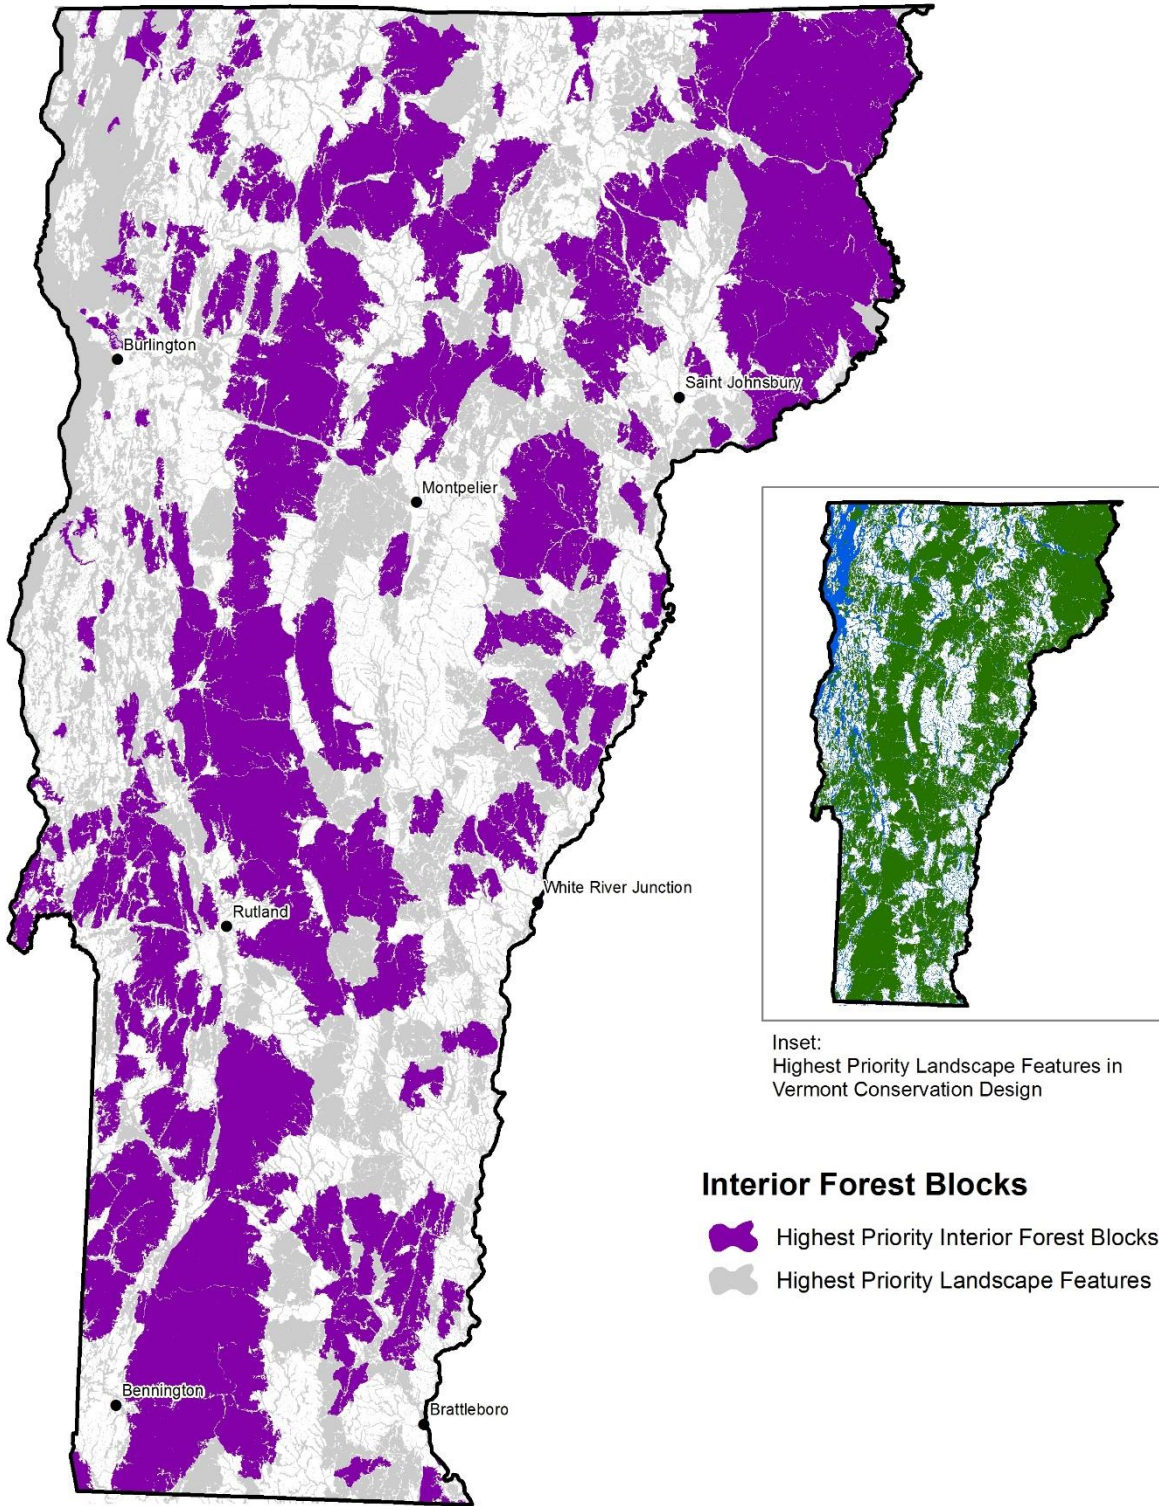 Burlington
Saint Johnsbury
Montpelier
White River Junction
Rutland
Inset:
Highest Priority Landscape Features in
Vermont Conservation Design
Interior Forest Blocks
Highest Priority Interior Forest Blocks
Highest Priority Landscape Features
Bennington
Brattleboro